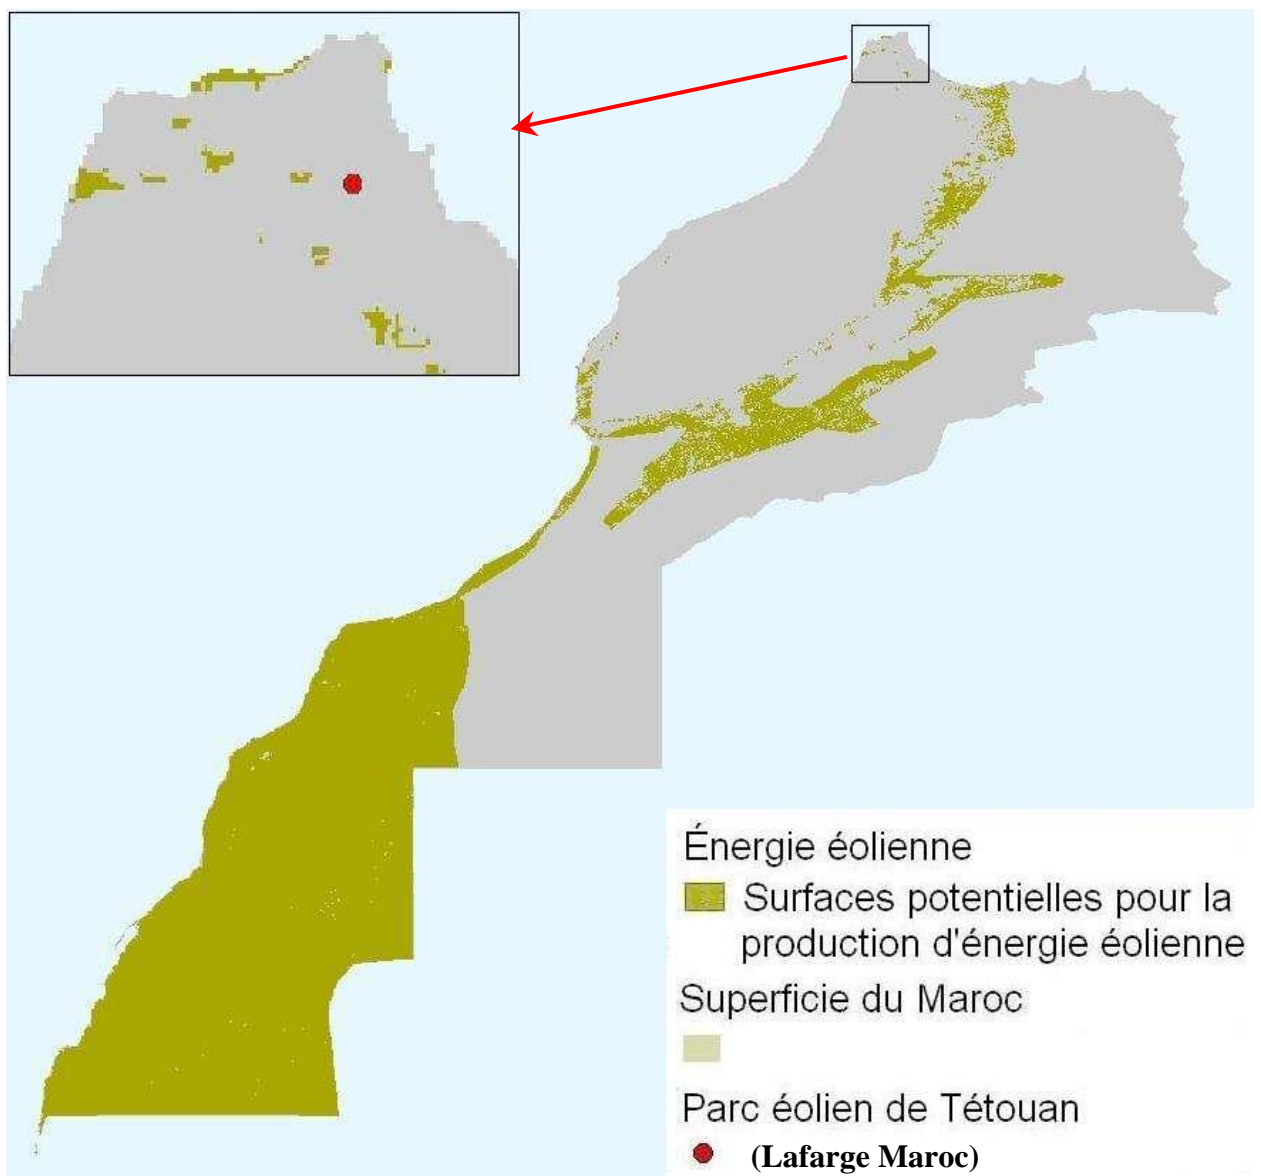 Énergie éolienne
Surfaces potentielles pour la
production d'énergie éolienne
Superficie du Maroc
Parc éolien de Tétouan
(Lafarge Maroc)